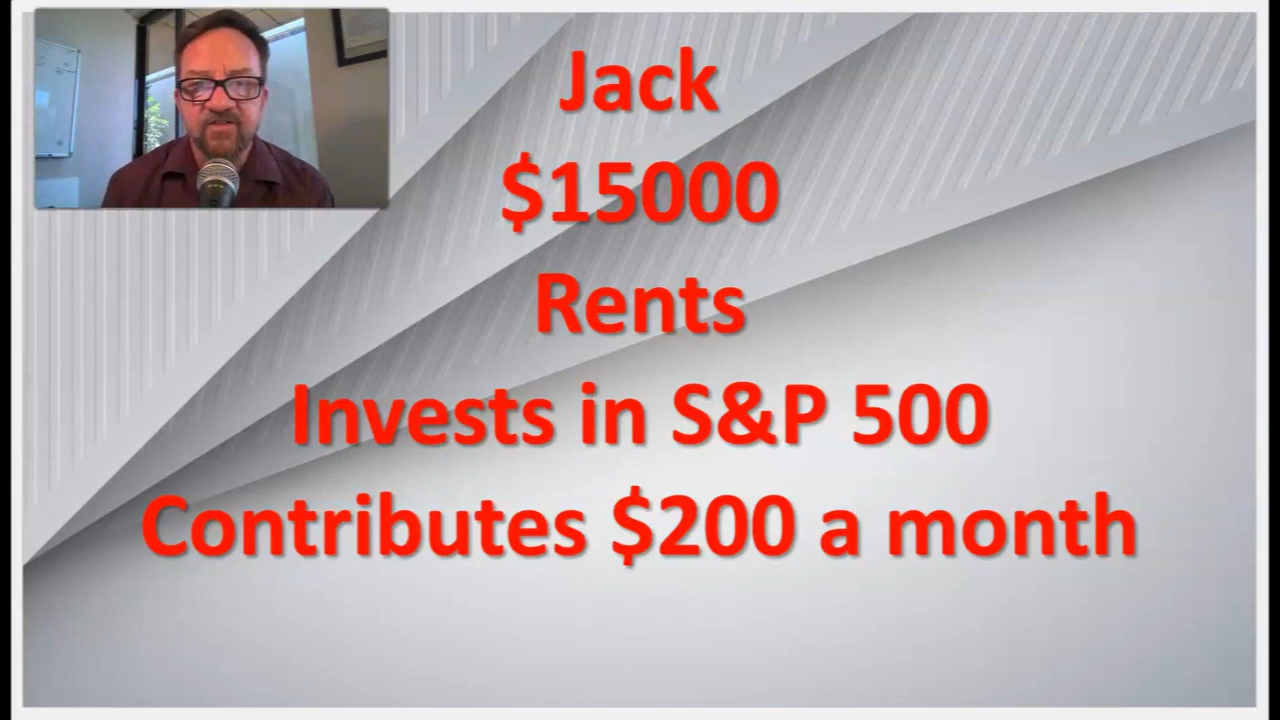 Jack
$15000
Rents
Invests in S&P 500
Contributes $200 a month